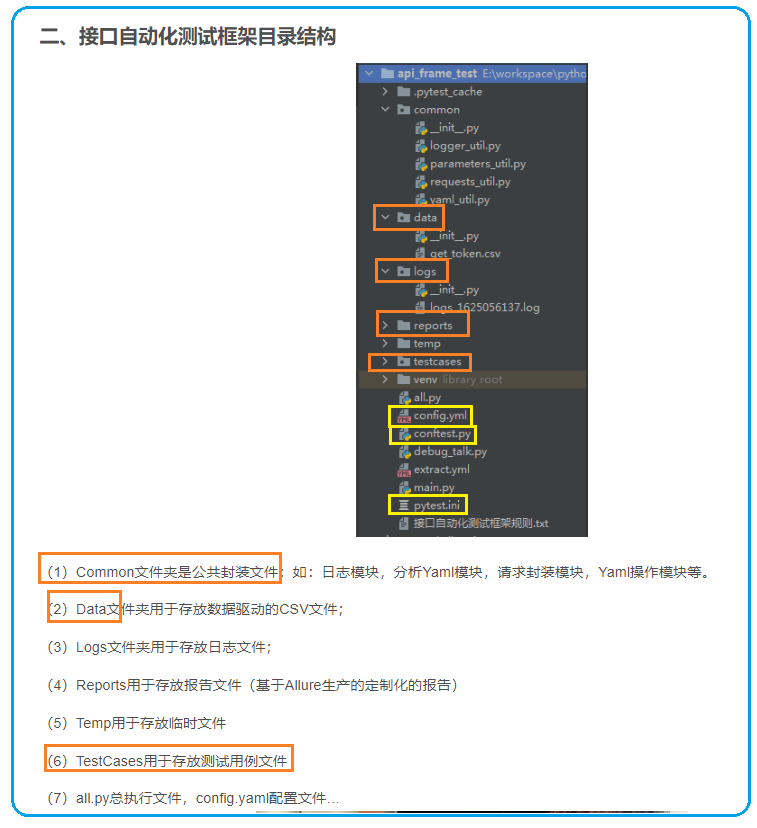 二、接口自动化测试框架目录结构
api_frame_test E:\workspace\pytho
.pytest_cache
common
__init__.py
logger_util.py
parameters_util.py
requests_util.py
yaml_util.py
data
__init__.py
get_token.csv
logs
__init__.py
logs_1625056137.log
reports
temp
testcases
venv library root
all.py
config.yml
conftest.py
debug_talk.py
extract.yml
main.py
pytest.ini
接口自动化测试框架规则.txt
（1）Common文件夹是公共封装文件：如：日志模块，分析Yaml模块，请求封装模块，Yaml操作模块等。
（2）Data文件夹用于存放数据驱动的CSV文件；
（3）Logs文件夹用于存放日志文件；
（4）Reports用于存放报告文件（基于Allure生产的定制化的报告）
（5）Temp用于存放临时文件
（6）TestCases用于存放测试用例文件
（7）all.py总执行文件，config.yaml配置文件…